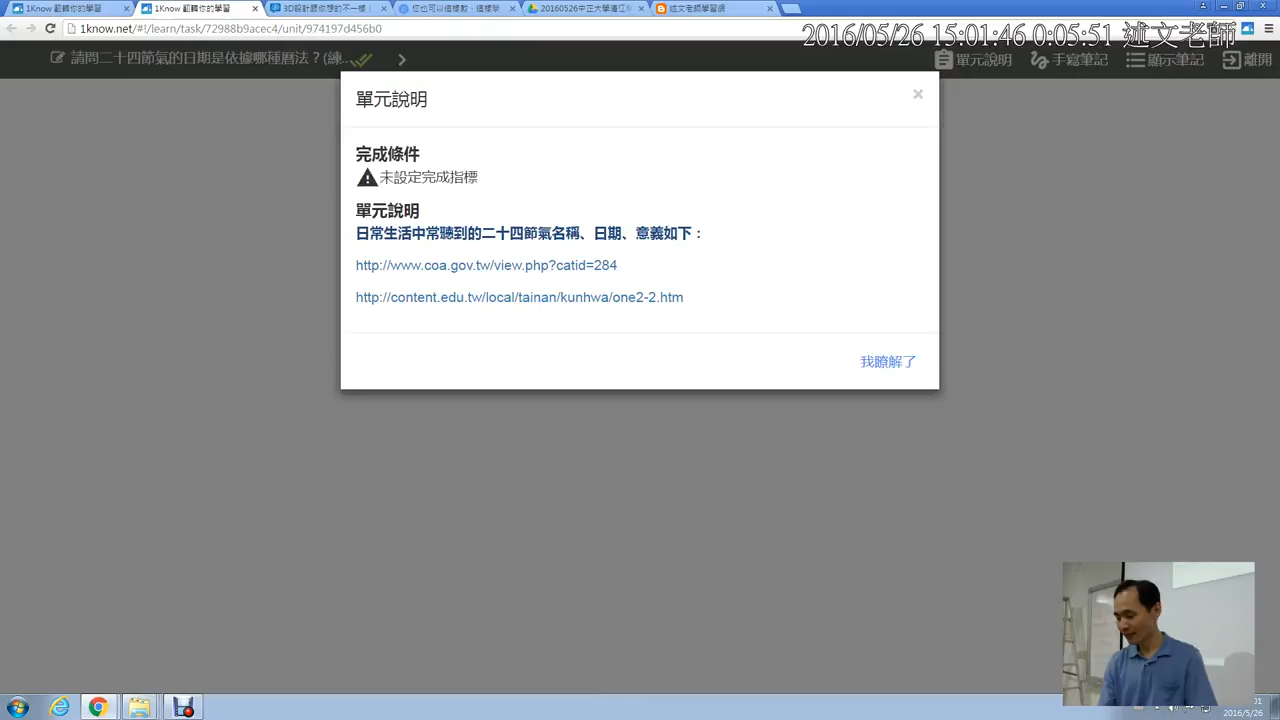 1Know 翻轉你的學習
1Know 翻轉你的學習
3D設計跟你想的不一樣
您也可以這樣教、這樣學
20160526中正大學
述文老師學習網
1know.net/#!/learn/task/72988b9acec4/unit/974197d456b0
2016/05/26 15:01:46 0:05:51 述文老師
請問二十四節氣的日期是依據哪種曆法？(練..
單元說明
手寫筆記
顯示筆記
離開
單元說明
×
完成條件
未設定完成指標
單元說明
日常生活中常聽到的二十四節氣名稱、日期、意義如下：
http://www.coa.gov.tw/view.php?catid=284
http://content.edu.tw/local/tainan/kunhwa/one2-2.htm
我瞭解了
2016/5/26